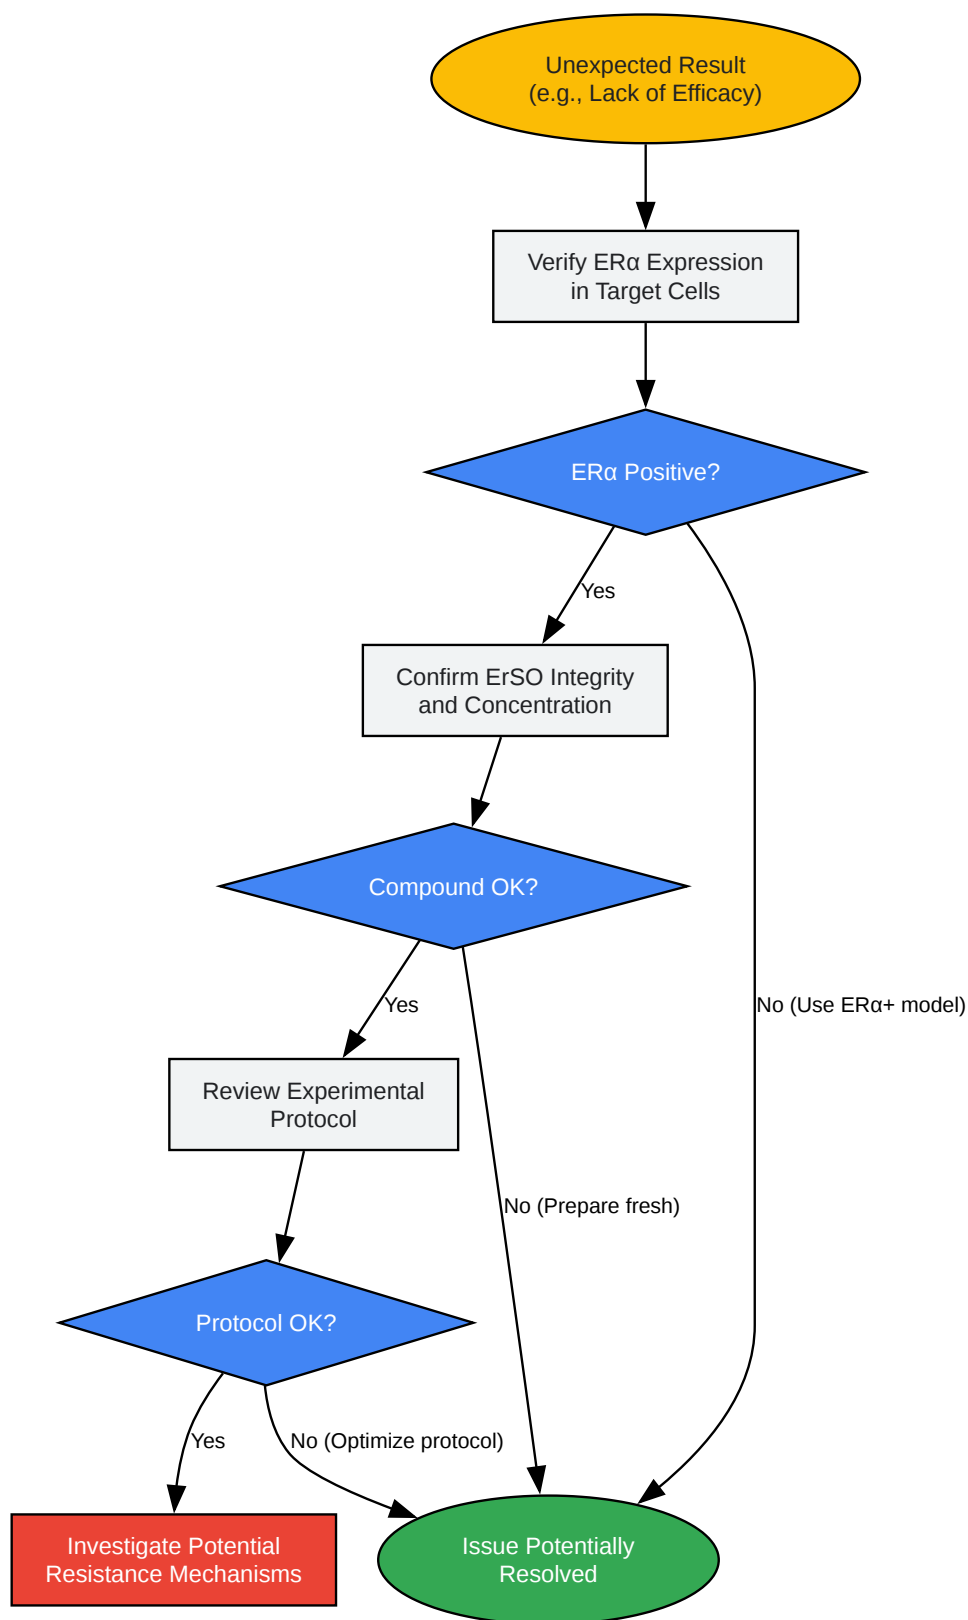 Unexpected Result
(e.g., Lack of Efficacy)
Verify ERα Expression
in Target Cells
ERα Positive?
Yes
Confirm ErSO Integrity
and Concentration
Compound OK?
Yes
No (Use ERα+ model)
Review Experimental
Protocol
No (Prepare fresh)
Protocol OK?
Yes
No (Optimize protocol)
Investigate Potential
Resistance Mechanisms
Issue Potentially
Resolved